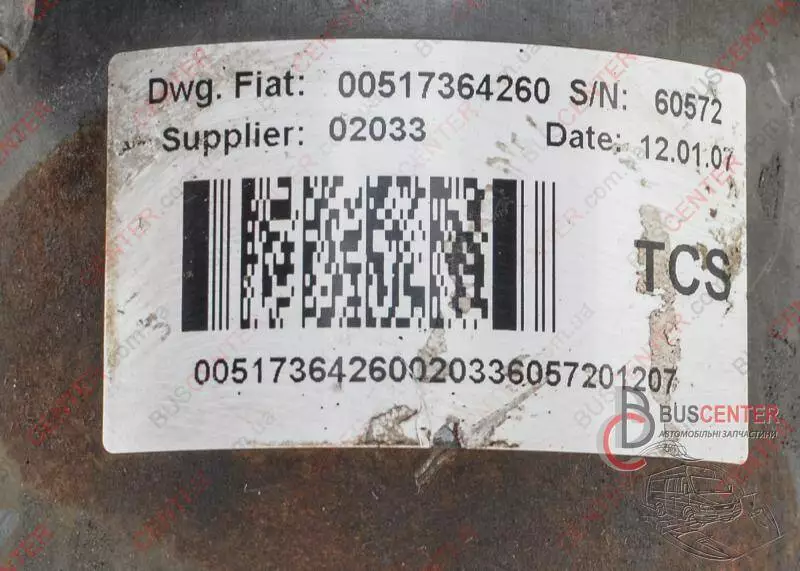 Dwg. Fiat: 00517364260 S/N: 60572
Supplier: 02033 Date: 12.01.07
TCS
00517364260020336057201207
BUSCENTER
АВТОМОБІЛЬНІ ЗАПЧАСТИНИ